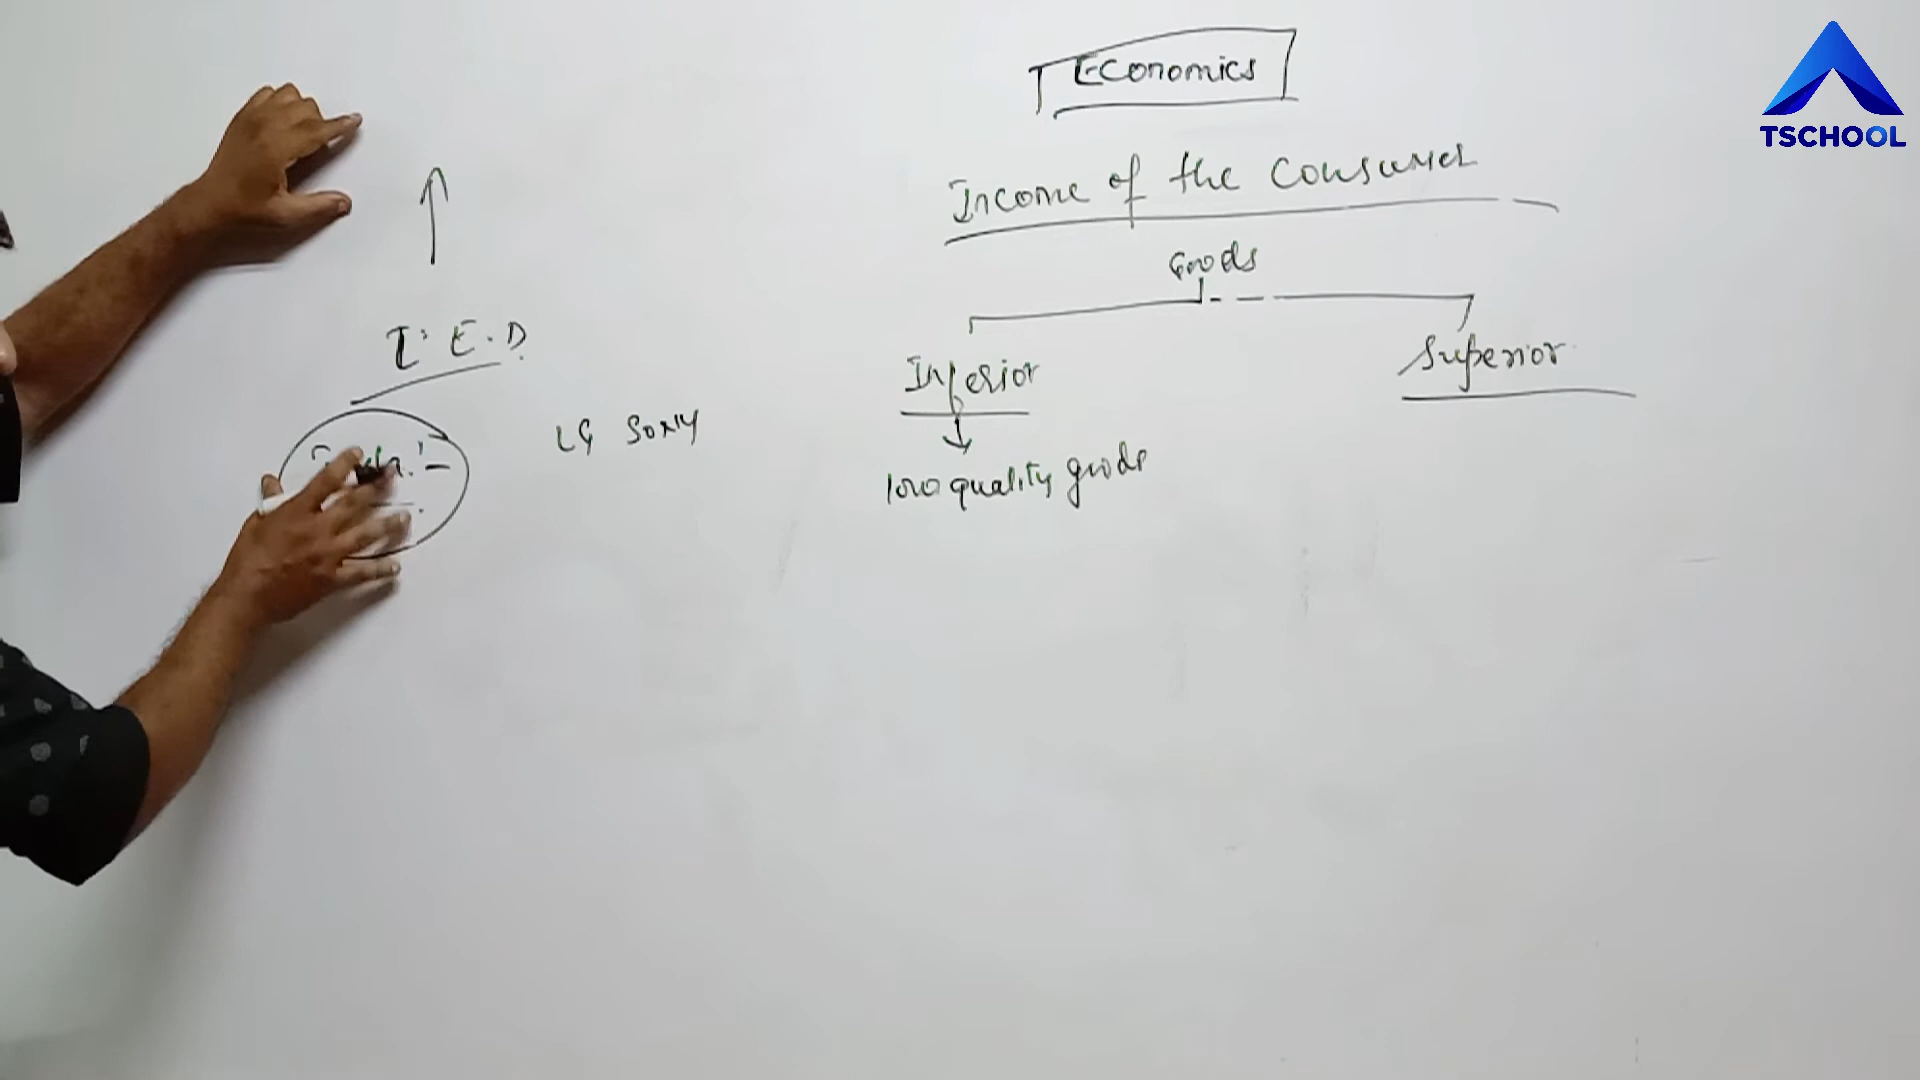 Economics
TSCHOOL
Income of the Consumer
Goods
Inferior
Superior
low quality goods
I. E.D.
LG Sony